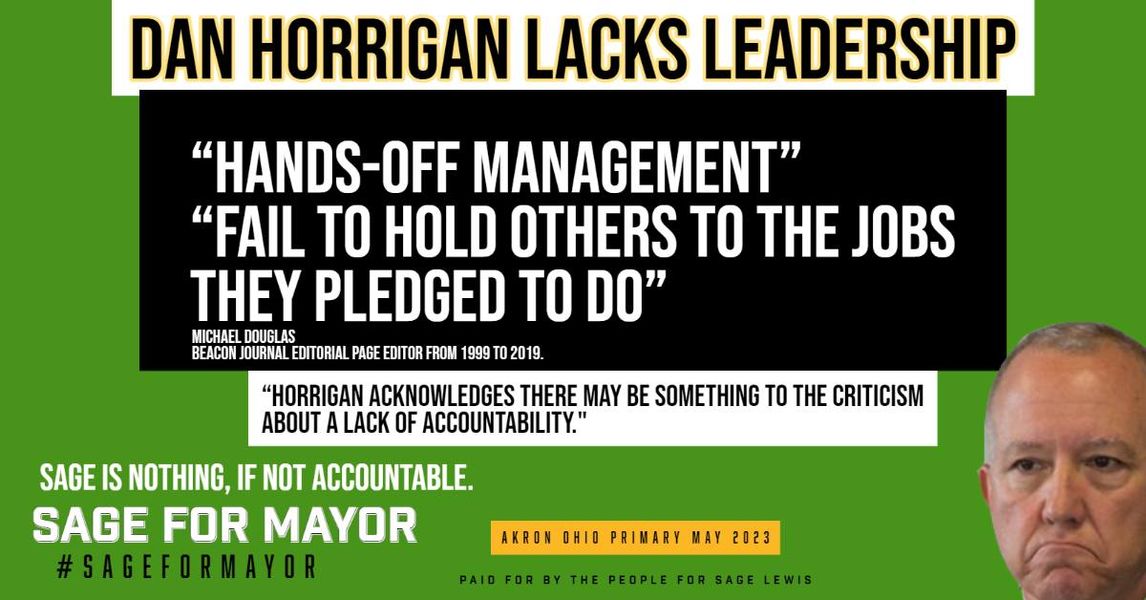 DAN HORRIGAN LACKS LEADERSHIP
“HANDS-OFF MANAGEMENT”
“FAIL TO HOLD OTHERS TO THE JOBS
THEY PLEDGED TO DO”
MICHAEL DOUGLAS
BEACON JOURNAL EDITORIAL PAGE EDITOR FROM 1999 TO 2019.
“HORRIGAN ACKNOWLEDGES THERE MAY BE SOMETHING TO THE CRITICISM
ABOUT A LACK OF ACCOUNTABILITY."
SAGE IS NOTHING, IF NOT ACCOUNTABLE.
SAGE FOR MAYOR
#SAGEFORMAYOR
AKRON OHIO PRIMARY MAY 2023
PAID FOR BY THE PEOPLE FOR SAGE LEWIS